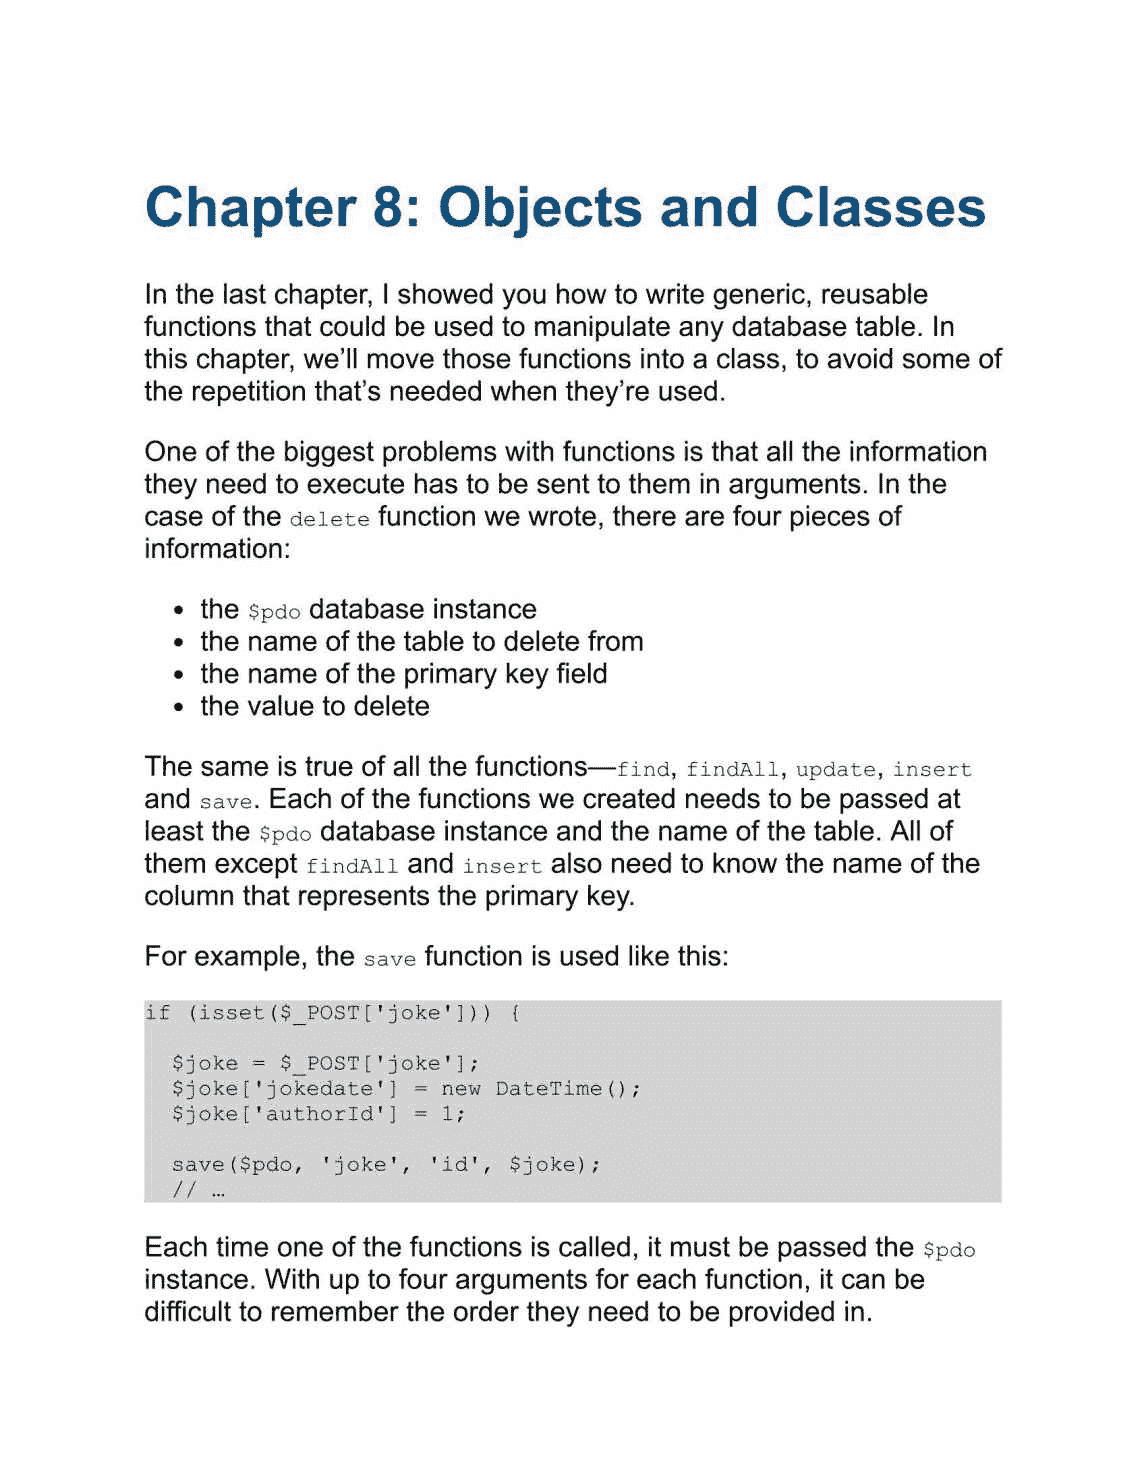 Chapter 8: Objects and Classes
In the last chapter, I showed you how to write generic, reusable
functions that could be used to manipulate any database table. In
this chapter, we’ll move those functions into a class, to avoid some of
the repetition that’s needed when they’re used.
One of the biggest problems with functions is that all the information
they need to execute has to be sent to them in arguments. In the
case of the delete function we wrote, there are four pieces of
information:
• the $pdo database instance
• the name of the table to delete from
• the name of the primary key field
• the value to delete
The same is true of all the functions—find, findAll, update, insert
and save. Each of the functions we created needs to be passed at
least the $pdo database instance and the name of the table. All of
them except findAll and insert also need to know the name of the
column that represents the primary key.
For example, the save function is used like this:
if (isset($_POST['joke'])) {
  $joke = $_POST['joke'];
  $joke['jokedate'] = new DateTime();
  $joke['authorId'] = 1;
  save($pdo, 'joke', 'id', $joke);
  // …
Each time one of the functions is called, it must be passed the $pdo
instance. With up to four arguments for each function, it can be
difficult to remember the order they need to be provided in.